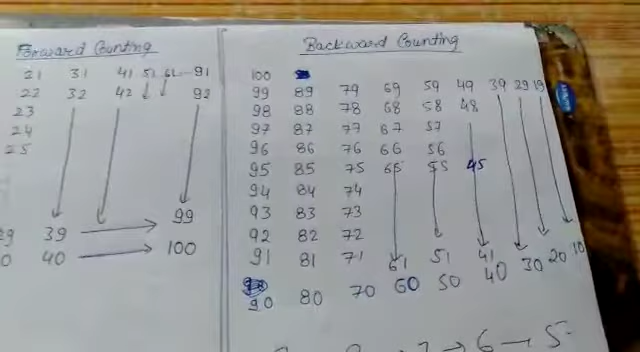 Forward Counting
21 31 41 51 61 ... 91
22 32 42 92
23
24
25
99
29 39
40 100
Backward Counting
100
99 89 79 69 59 49 39 29 19
98 88 78 68 58 48
97 87 77 67 57
96 86 76 66 56
95 85 75 65 55 45
94 84 74
93 83 73
92 82 72
91 81 71 61 51 41
90 80 70 60 50 40 30 20 10
7 → 6 → 5